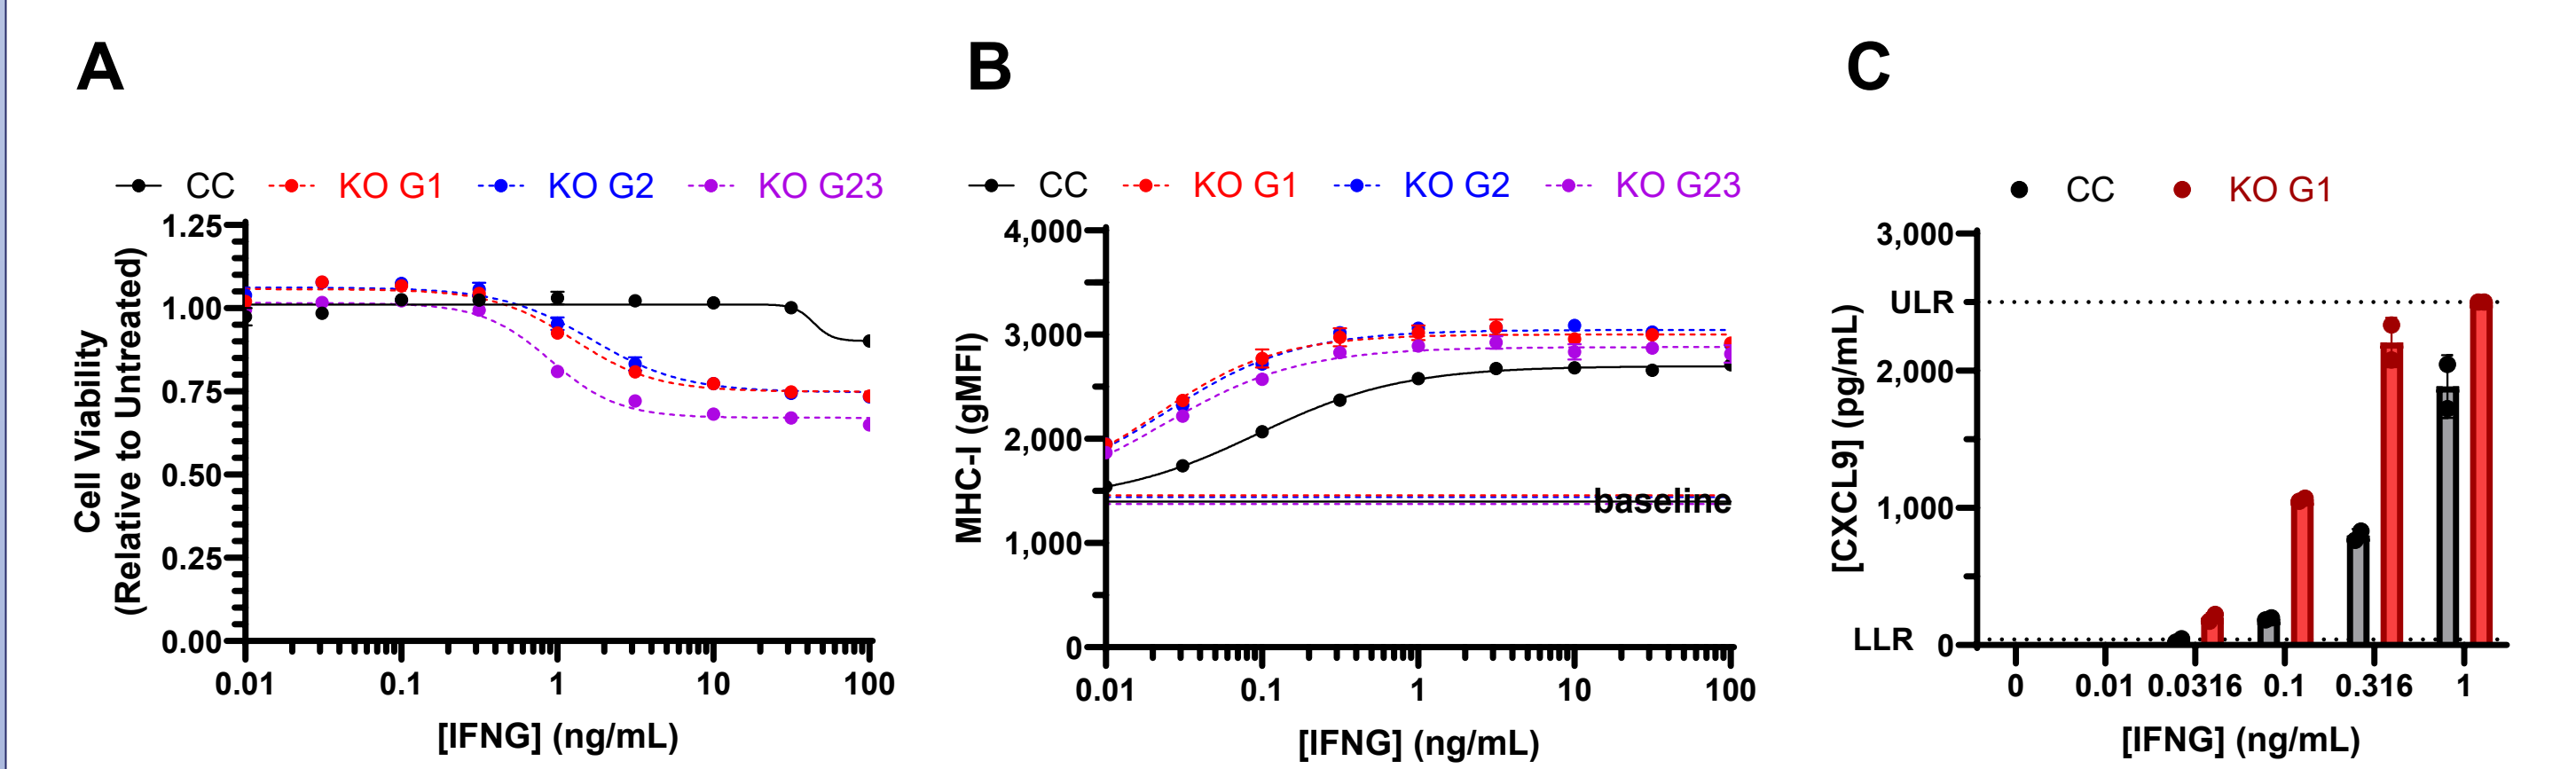 A
CC KO G1 KO G2 KO G23
Cell Viability
(Relative to Untreated)
1.25
1.00
0.75
0.50
0.25
0.00
0.01 0.1 1 10 100
[IFNG] (ng/mL)
B
CC KO G1 KO G2 KO G23
MHC-I (gMFI)
4,000
3,000
2,000
1,000
0
baseline
0.01 0.1 1 10 100
[IFNG] (ng/mL)
C
CC KO G1
[CXCL9] (pg/mL)
3,000
ULR
2,000
1,000
LLR 0
0 0.01 0.0316 0.1 0.316 1
[IFNG] (ng/mL)